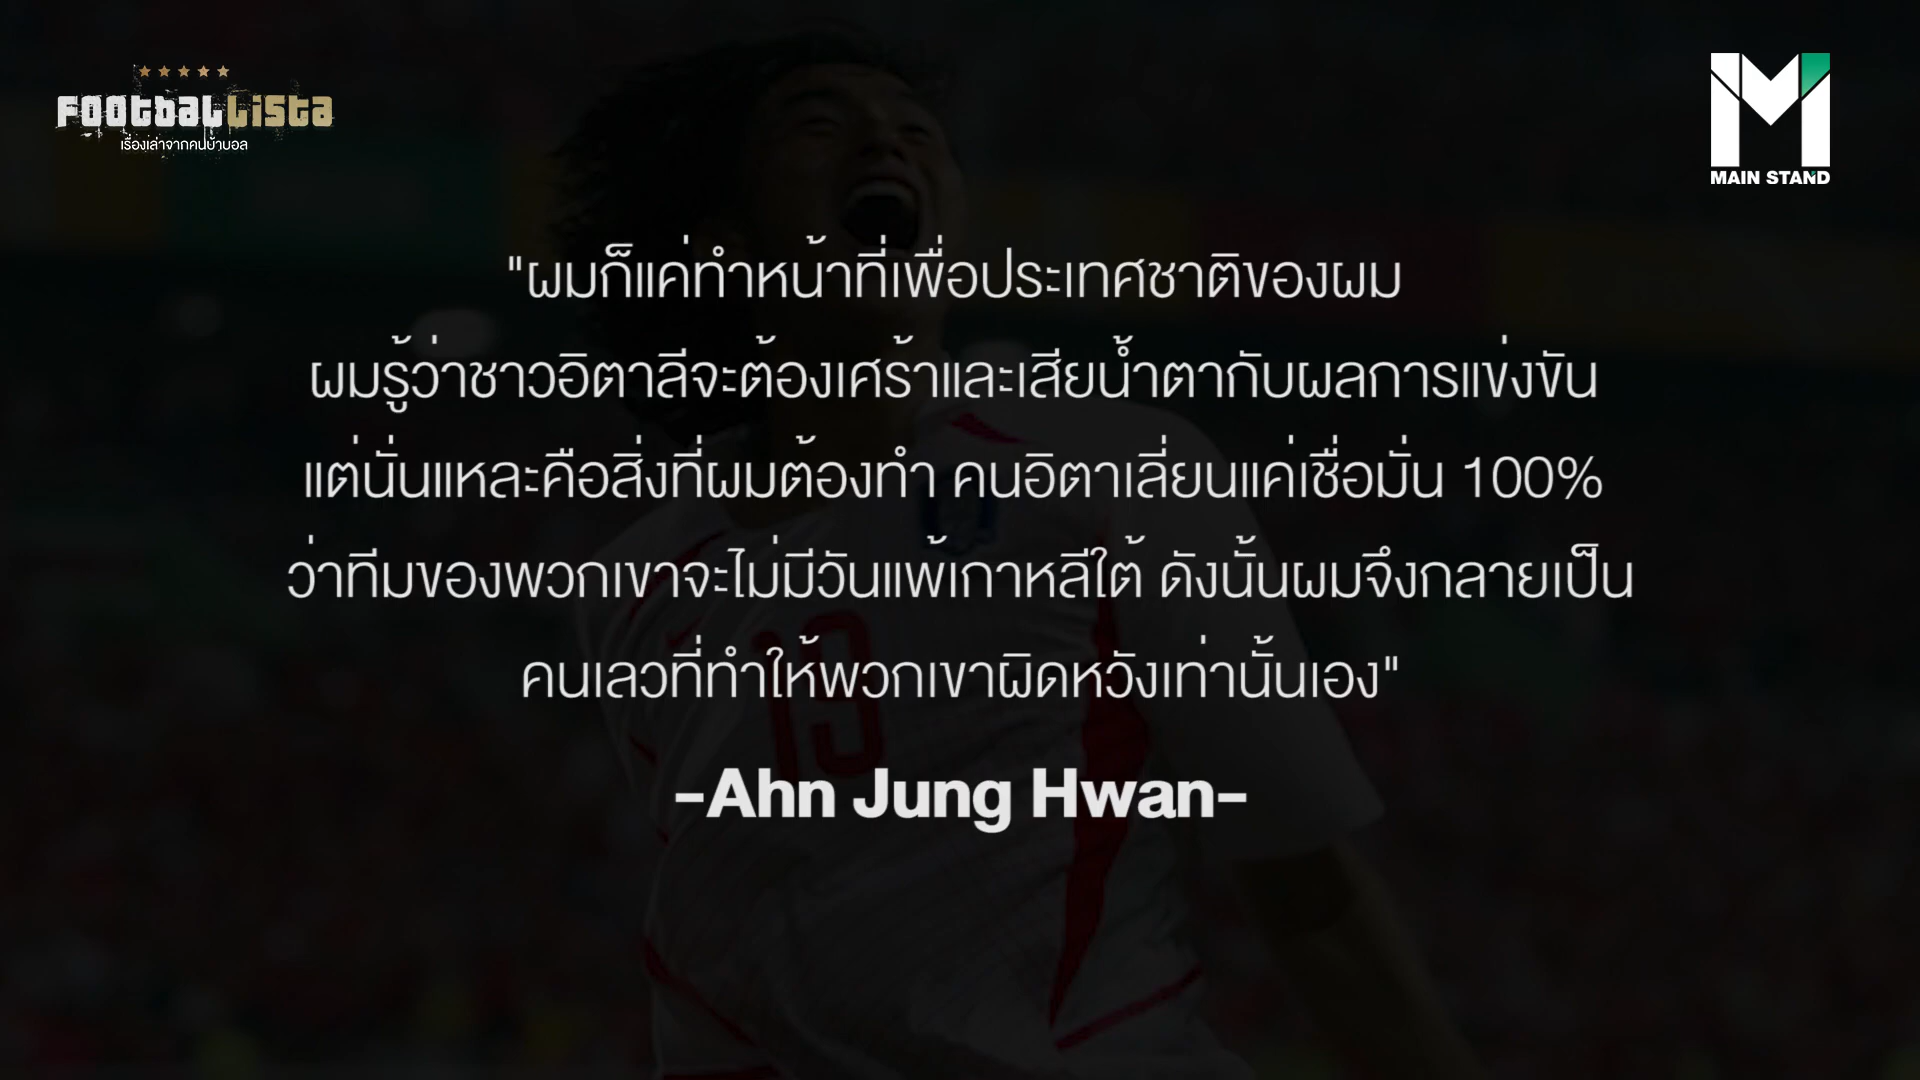 FOOtbaLLiSta
เรื่องเล่าจากคนบ้าบอล
MAIN STAND
"ผมก็แค่ทำหน้าที่เพื่อประเทศชาติของผม
ผมรู้ว่าชาวอิตาลีจะต้องเศร้าและเสียน้ำตากับผลการแข่งขัน
แต่นั่นแหละคือสิ่งที่ผมต้องทำ คนอิตาเลี่ยนแค่เชื่อมั่น 100%
ว่าทีมของพวกเขาจะไม่มีวันแพ้เกาหลีใต้ ดังนั้นผมจึงกลายเป็น
คนเลวที่ทำให้พวกเขาผิดหวังเท่านั้นเอง"
-Ahn Jung Hwan-
19